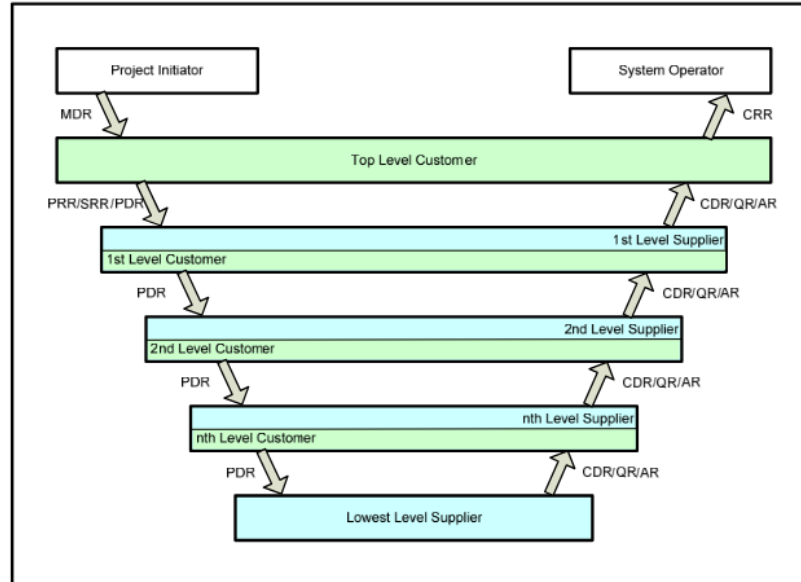 Project Initiator
System Operator
MDR
CRR
Top Level Customer
PRR/SRR/PDR
CDR/QR/AR
1st Level Supplier
1st Level Customer
PDR
CDR/QR/AR
2nd Level Supplier
2nd Level Customer
PDR
CDR/QR/AR
nth Level Supplier
nth Level Customer
PDR
CDR/QR/AR
Lowest Level Supplier